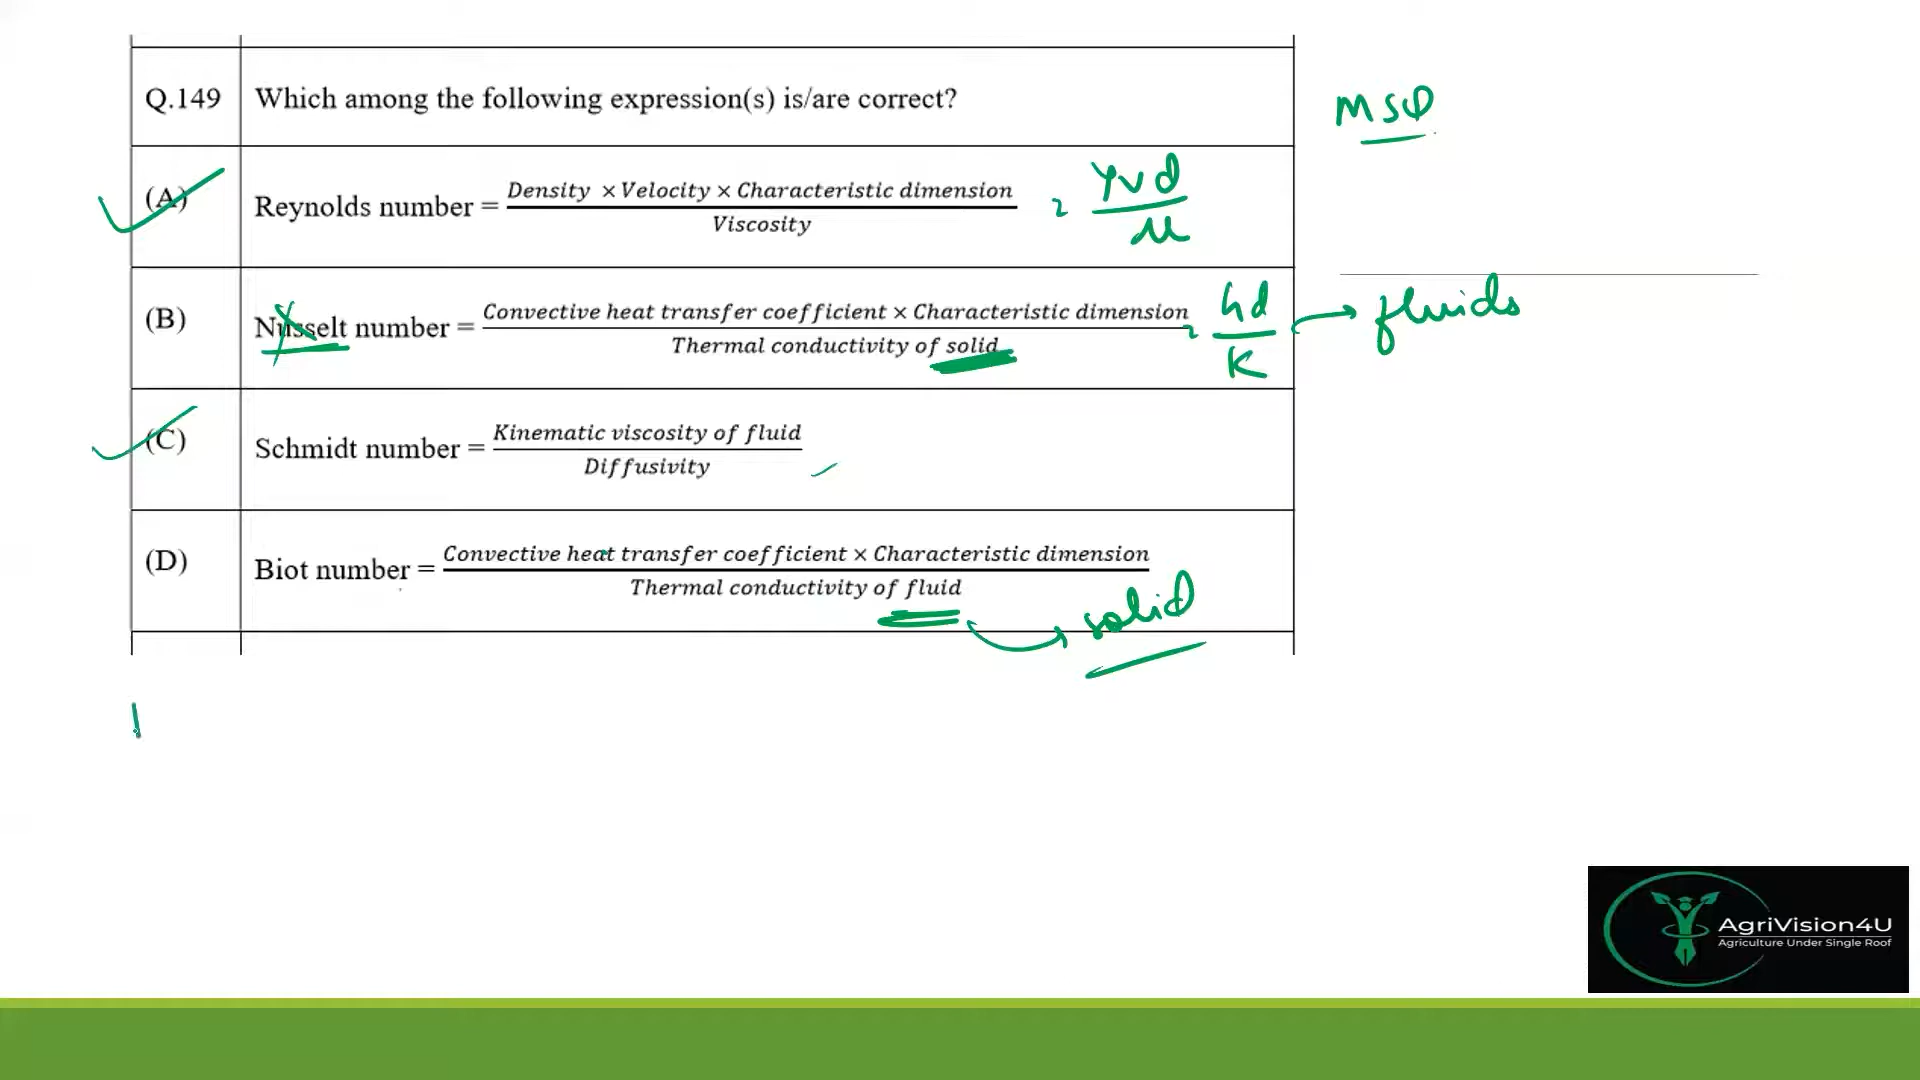 Q.149 Which among the following expression(s) is/are correct?
MSQ
(A) Reynolds number = Density × Velocity × Characteristic dimension / Viscosity = ρvd / μ
(B) Nusselt number = Convective heat transfer coefficient × Characteristic dimension / Thermal conductivity of solid = hd / K → fluids
(C) Schmidt number = Kinematic viscosity of fluid / Diffusivity
(D) Biot number = Convective heat transfer coefficient × Characteristic dimension / Thermal conductivity of fluid → solid
AgriVision4U
Agriculture Under Single Roof